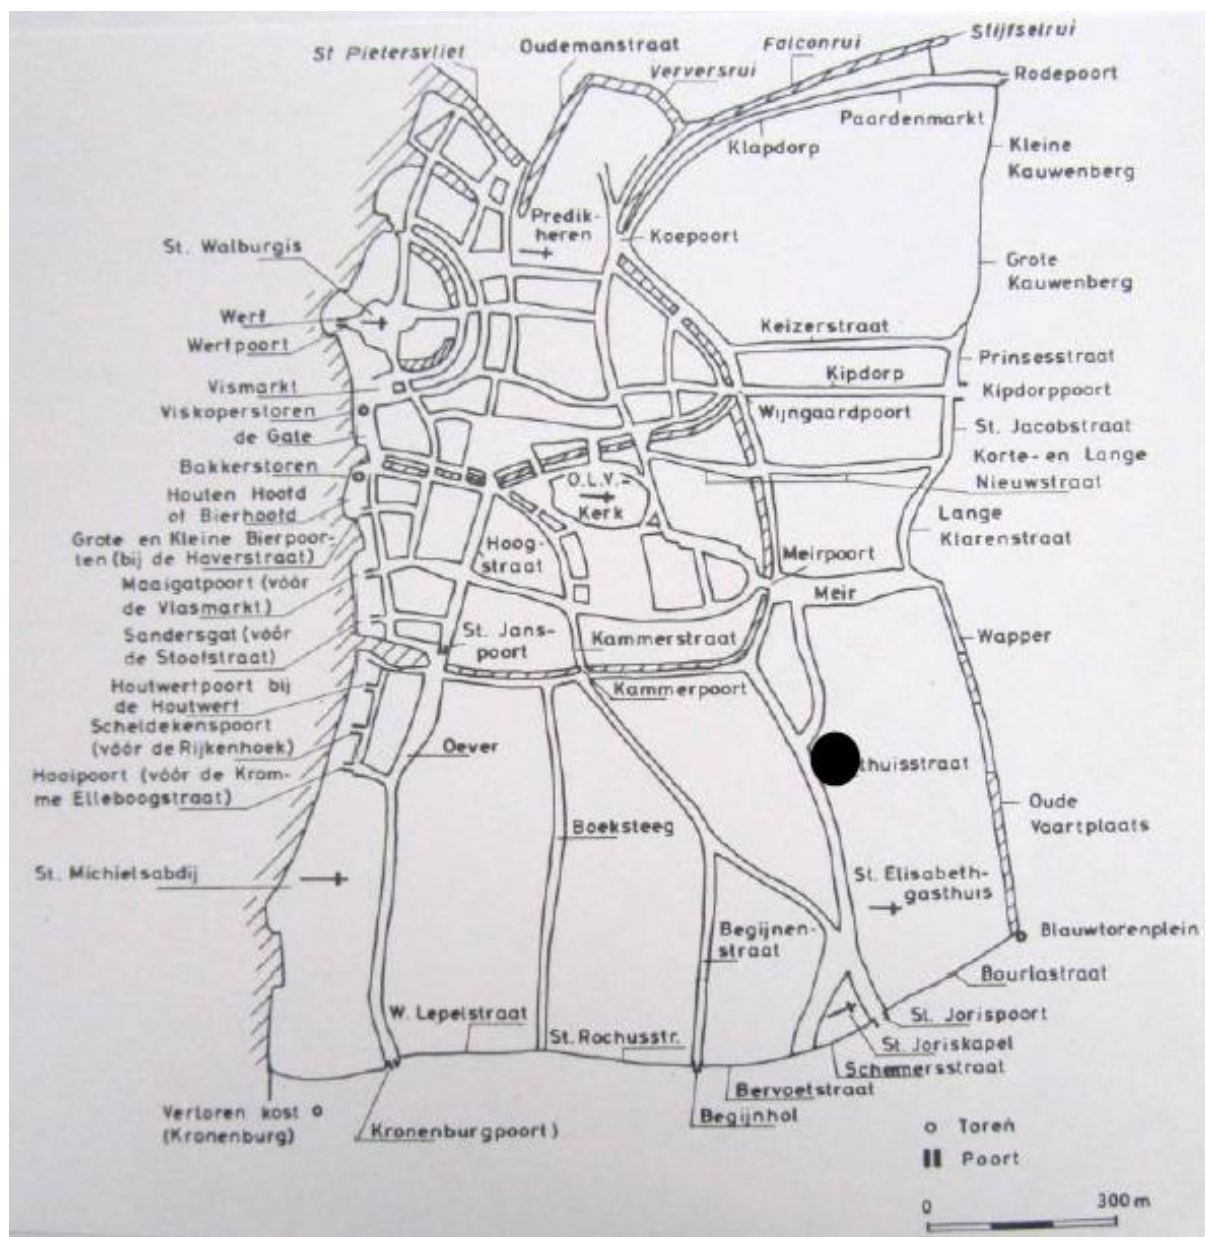 St Pietersvliet
Oudemanstraat
Verversrui
Falconrui
Stijfselrui
Rodepoort
Paardenmarkt
Klapdorp
Kleine
Kauwenberg
Predik-
heren
Koepoort
St. Walburgis
Grote
Kauwenberg
Werf
Werfpoort
Keizerstraat
Prinsesstraat
Vismarkt
Kipdorp
Kipdorppoort
Viskoperstoren
Wijngaardpoort
de Gate
St. Jacobstraat
Bakkerstoren
Korte- en Lange
Nieuwstraat
O.L.V.=
Kerk
Houten Hoofd
of Bierhoofd
Lange
Klarenstraat
Grote en Kleine Bierpoor-
ten (bij de Haverstraat)
Hoog-
straat
Meirpoort
Maaigatpoort (vóór
de Vlasmarkt)
Meir
Sandersgat (vóór
de Stoofstraat)
St. Jans-
poort
Kammerstraat
Wapper
Houtwerfpoort bij
de Houtwerf
Kammerpoort
Scheldekenspoort
(vóór de Rijkenhoek)
Oever
thuisstraat
Hooipoort (vóór de Krom-
me Elleboogstraat)
Oude
Vaartplaats
Boeksteeg
St. Michielsabdij
St. Elisabeth-
gasthuis
Begijnen-
straat
Blauwtorenplein
Bourlastraat
W. Lepelstraat
St. Jorispoort
St. Rochusstr.
St. Joriskapel
Schermersstraat
Bervoetstraat
Verloren kost
(Kronenburg)
Kronenburgpoort)
Begijnhol
Toren
Poort
0 300 m